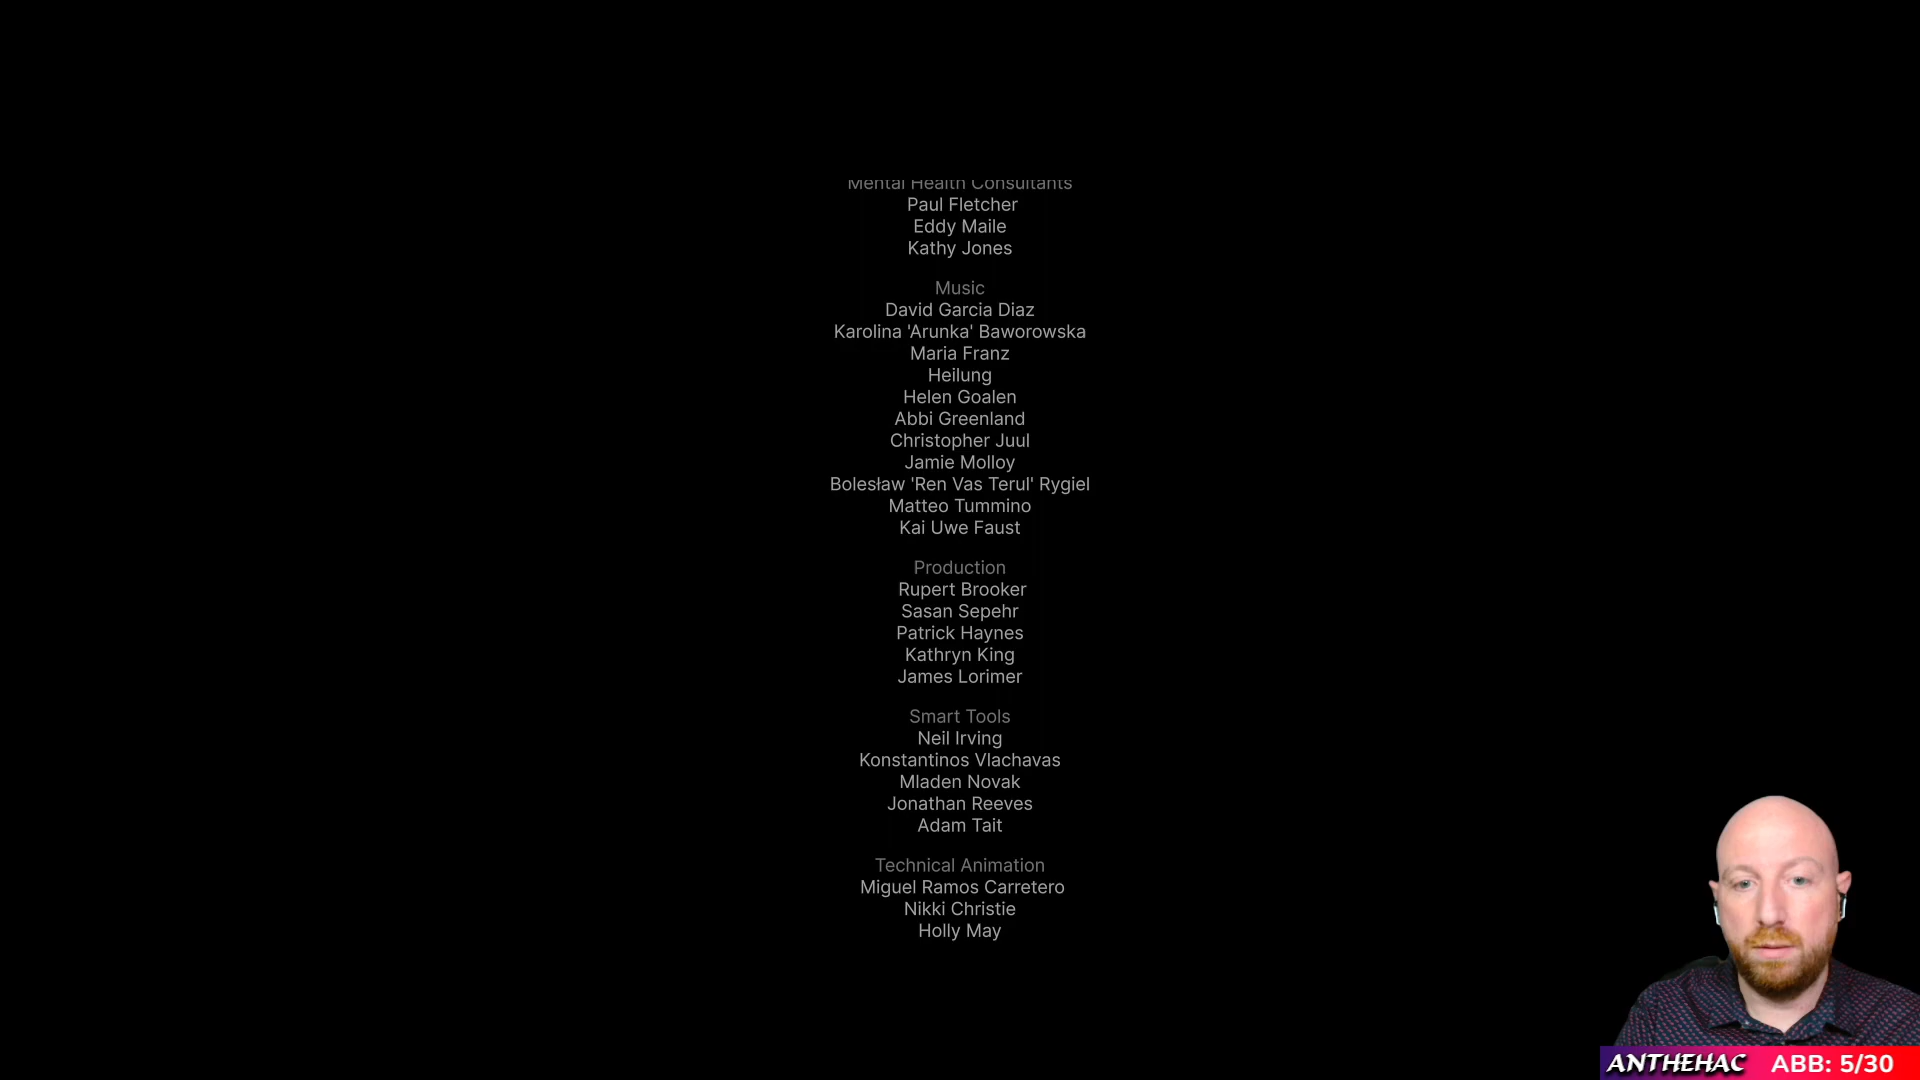 Mental Health Consultants
Paul Fletcher
Eddy Maile
Kathy Jones
Music
David Garcia Diaz
Karolina 'Arunka' Baworowska
Maria Franz
Heilung
Helen Goalen
Abbi Greenland
Christopher Juul
Jamie Molloy
Bolesław 'Ren Vas Terul' Rygiel
Matteo Tummino
Kai Uwe Faust
Production
Rupert Brooker
Sasan Sepehr
Patrick Haynes
Kathryn King
James Lorimer
Smart Tools
Neil Irving
Konstantinos Vlachavas
Mladen Novak
Jonathan Reeves
Adam Tait
Technical Animation
Miguel Ramos Carretero
Nikki Christie
Holly May
ANTHEHAC ABB: 5/30